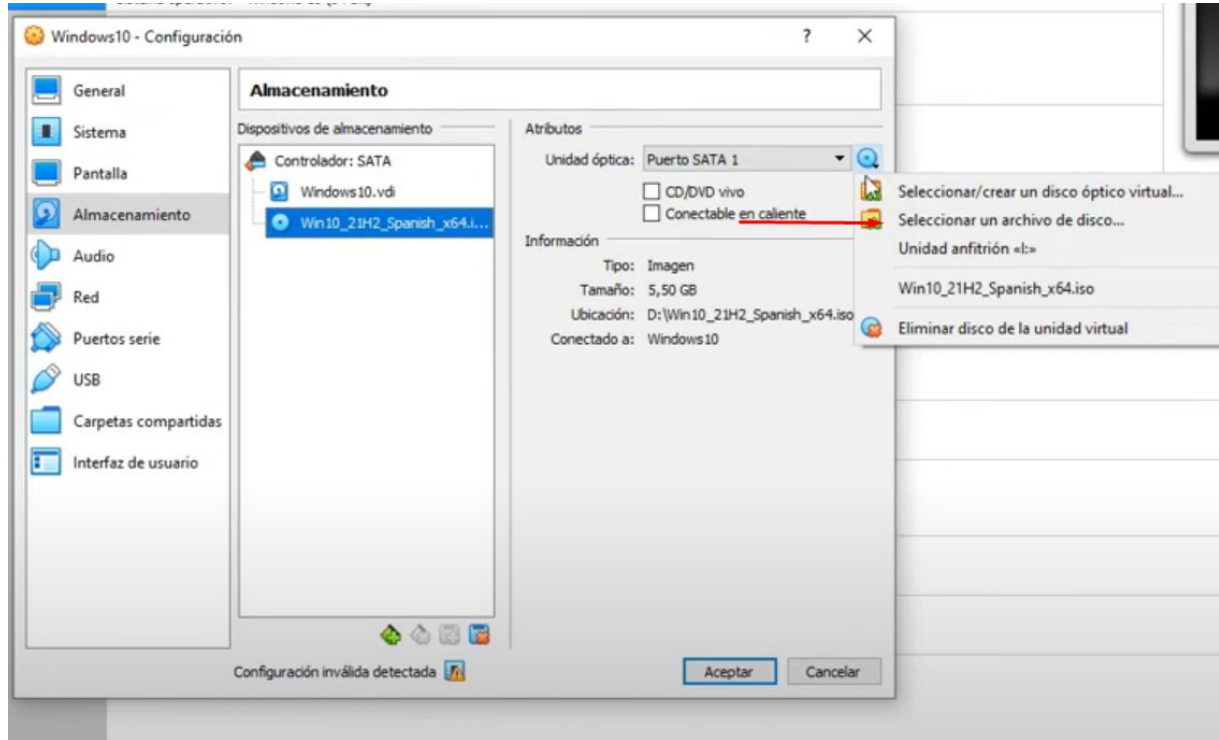 Windows10 - Configuración
?
General
Sistema
Pantalla
Almacenamiento
Audio
Red
Puertos serie
USB
Carpetas compartidas
Interfaz de usuario
Almacenamiento
Dispositivos de almacenamiento
Controlador: SATA
Windows10.vdi
Win10_21H2_Spanish_x64.i...
Atributos
Unidad óptica: Puerto SATA 1
CD/DVD vivo
Conectable en caliente
Información
Tipo: Imagen
Tamaño: 5,50 GB
Ubicación: D:\Win10_21H2_Spanish_x64.iso
Conectado a: Windows10
Seleccionar/crear un disco óptico virtual...
Seleccionar un archivo de disco...
Unidad anfitrión «I:»
Win10_21H2_Spanish_x64.iso
Eliminar disco de la unidad virtual
Configuración inválida detectada
Aceptar
Cancelar